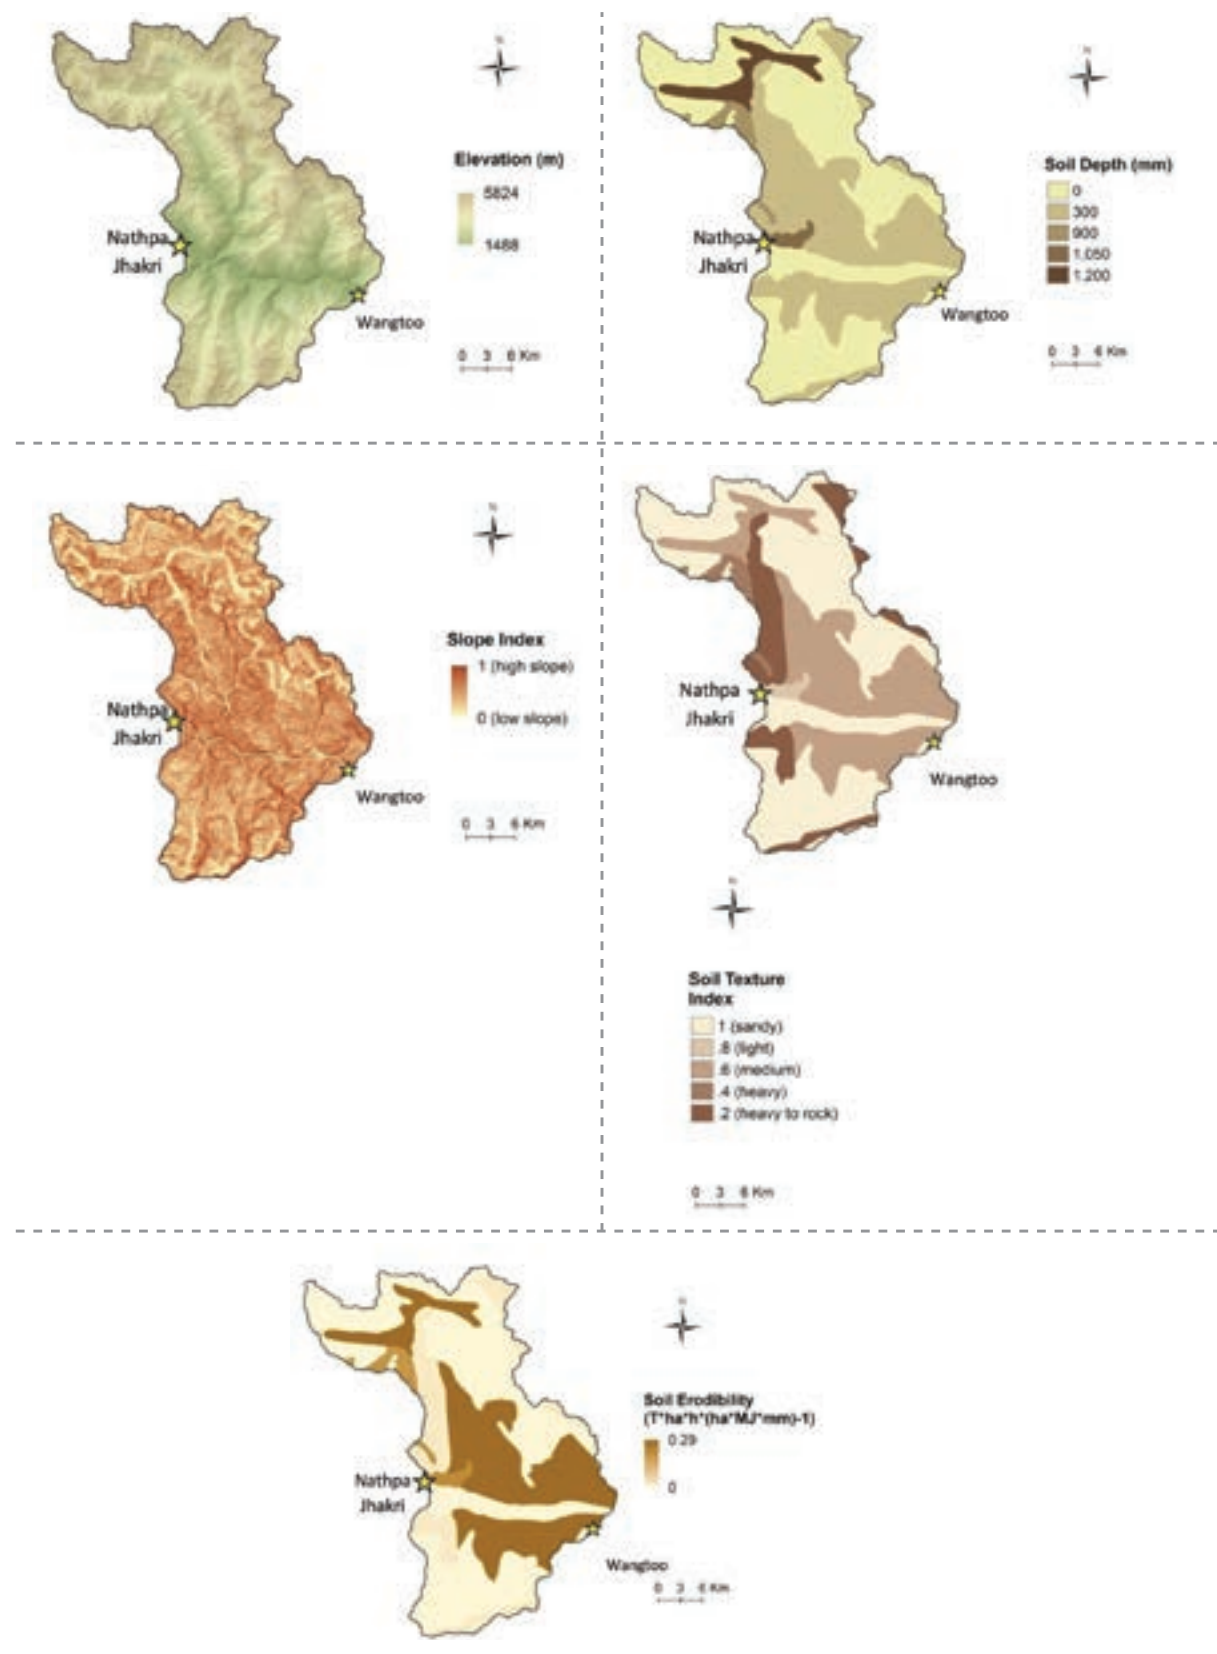 N
Elevation (m)
5824
1488
Nathpa
Jhakri
Wangtoo
0 3 6 Km
N
Soil Depth (mm)
0
300
900
1,050
1,200
Nathpa
Jhakri
Wangtoo
0 3 6 Km
N
Slope Index
1 (high slope)
0 (low slope)
Nathpa
Jhakri
Wangtoo
0 3 6 Km
Nathpa
Jhakri
Wangtoo
N
Soil Texture
Index
1 (sandy)
.8 (light)
.6 (medium)
.4 (heavy)
.2 (heavy to rock)
0 3 6 Km
N
Soil Erodibility
(T*ha*h*(ha*MJ*mm)-1)
0.29
0
Nathpa
Jhakri
Wangtoo
0 3 6 Km